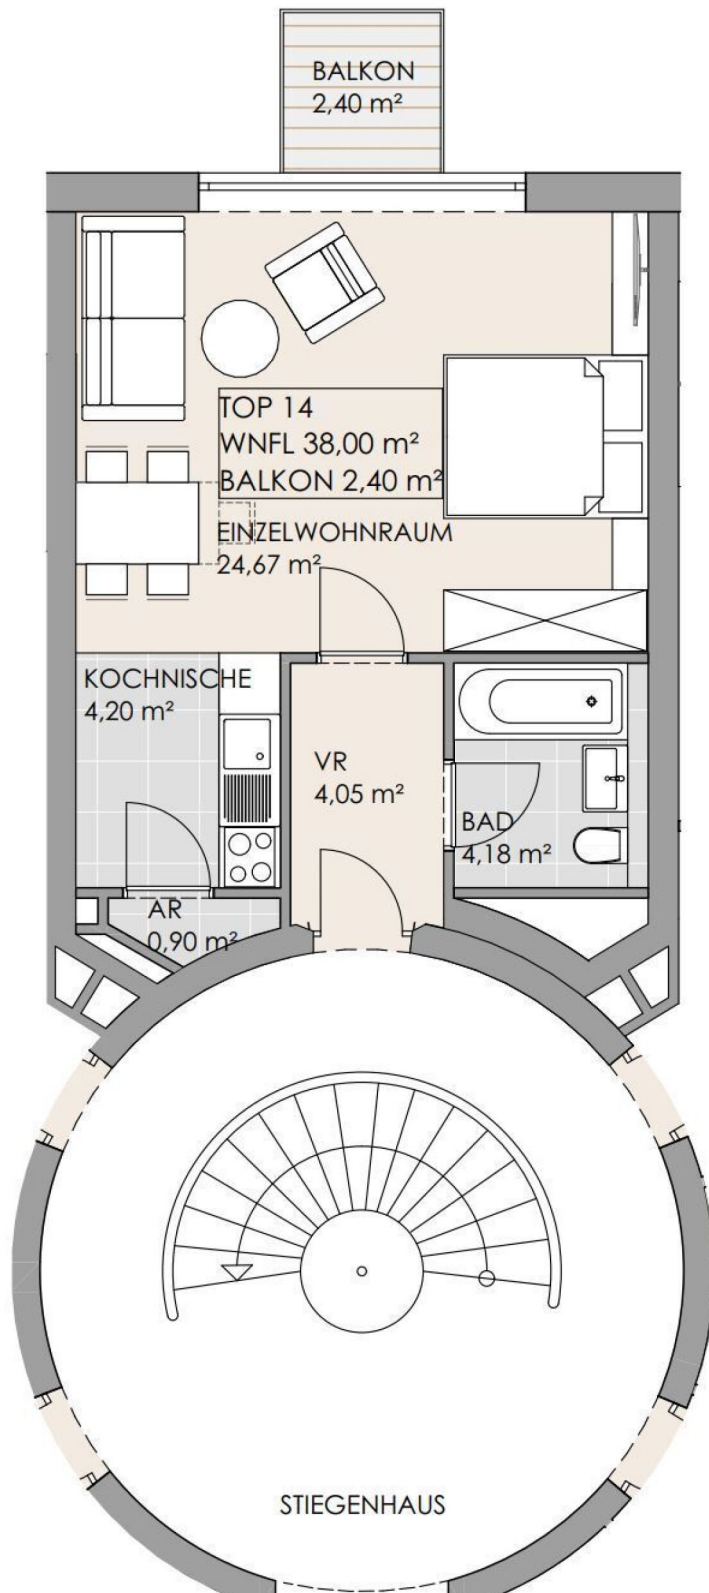 BALKON
2,40 m²
TOP 14
WNFL 38,00 m²
BALKON 2,40 m²
EINZELWOHNRAUM
24,67 m²
KOCHNISCHE
4,20 m²
VR
4,05 m²
BAD
4,18 m²
AR
0,90 m²
STIEGENHAUS